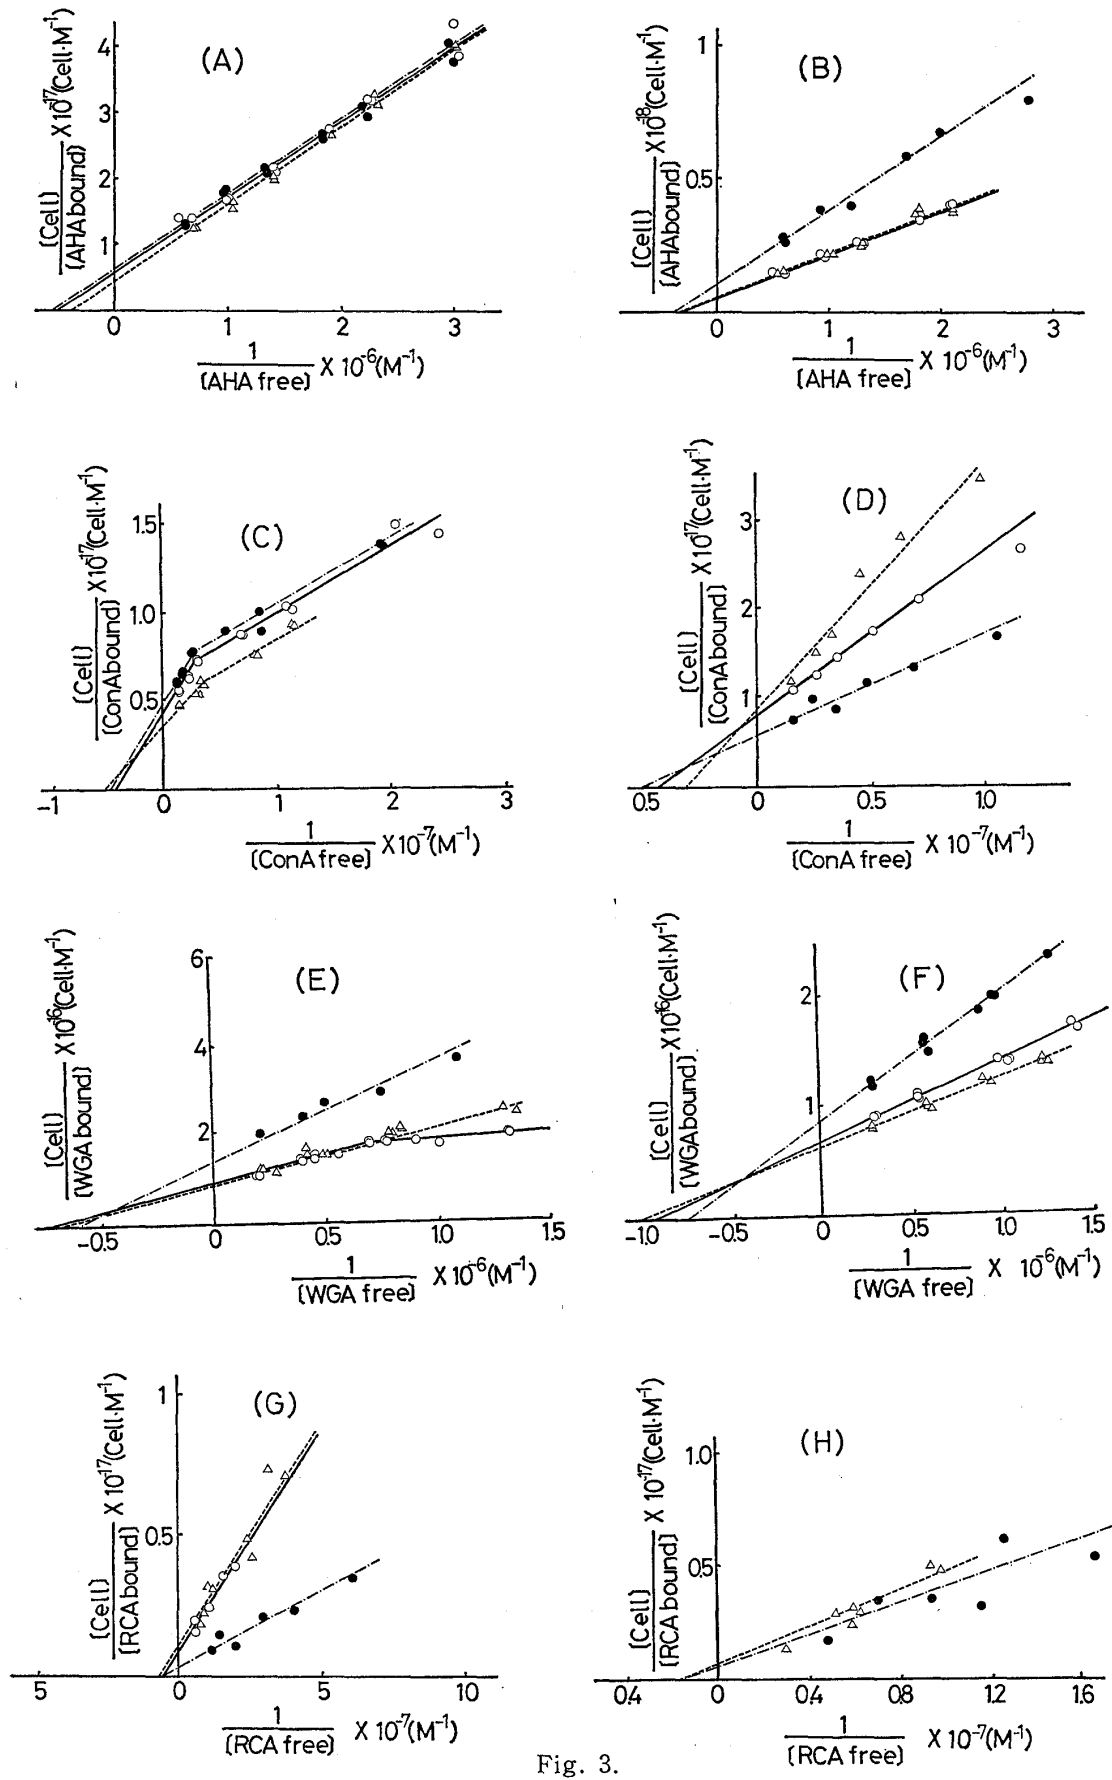 (A)
[Cell]
[AHA bound]
X10⁻¹⁷(Cell·M⁻¹)
4
3
2
1
0 1 2 3
1
[AHA free]
X 10⁻⁶(M⁻¹)
(B)
[Cell]
[AHAbound]
X10⁻¹⁸(Cell·M⁻¹)
1
0.5
0 1 2 3
1
[AHA free]
X 10⁻⁶(M⁻¹)
(C)
[Cell]
[ConAbound]
X10⁻¹⁷(Cell·M⁻¹)
1.5
1.0
0.5
-1 0 1 2 3
1
[ConA free]
X10⁻⁷(M⁻¹)
(D)
[Cell]
[ConAbound]
X10⁻¹⁷(Cell·M⁻¹)
3
2
1
0.5 0 0.5 1.0
1
[ConA free]
X 10⁻⁷(M⁻¹)
(E)
[Cell]
[WGA bound]
X10⁻¹⁶(Cell·M⁻¹)
6
4
2
-0.5 0 0.5 1.0 1.5
1
[WGA free]
X10⁻⁶(M⁻¹)
(F)
[Cell]
[WGA bound]
X10⁻¹⁶(Cell·M⁻¹)
2
1
-1.0 -0.5 0 0.5 1.0 1.5
1
[WGA free]
X 10⁻⁶(M⁻¹)
(G)
[Cell]
[RCA bound]
X 10⁻¹⁷(Cell·M⁻¹)
1
0.5
5 0 5 10
1
[RCA free]
X 10⁻⁷(M⁻¹)
(H)
[Cell]
[RCA bound]
X 10⁻¹⁷(Cell·M⁻¹)
1.0
0.5
0.4 0 0.4 0.8 1.2 1.6
1
[RCA free]
X 10⁻⁷(M⁻¹)
Fig. 3.